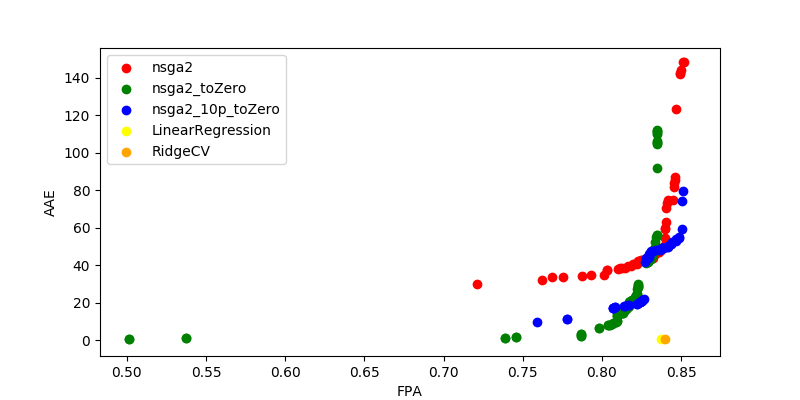 nsga2
nsga2_toZero
nsga2_10p_toZero
LinearRegression
RidgeCV
140
120
100
80
60
40
20
0
AAE
0.50 0.55 0.60 0.65 0.70 0.75 0.80 0.85
FPA